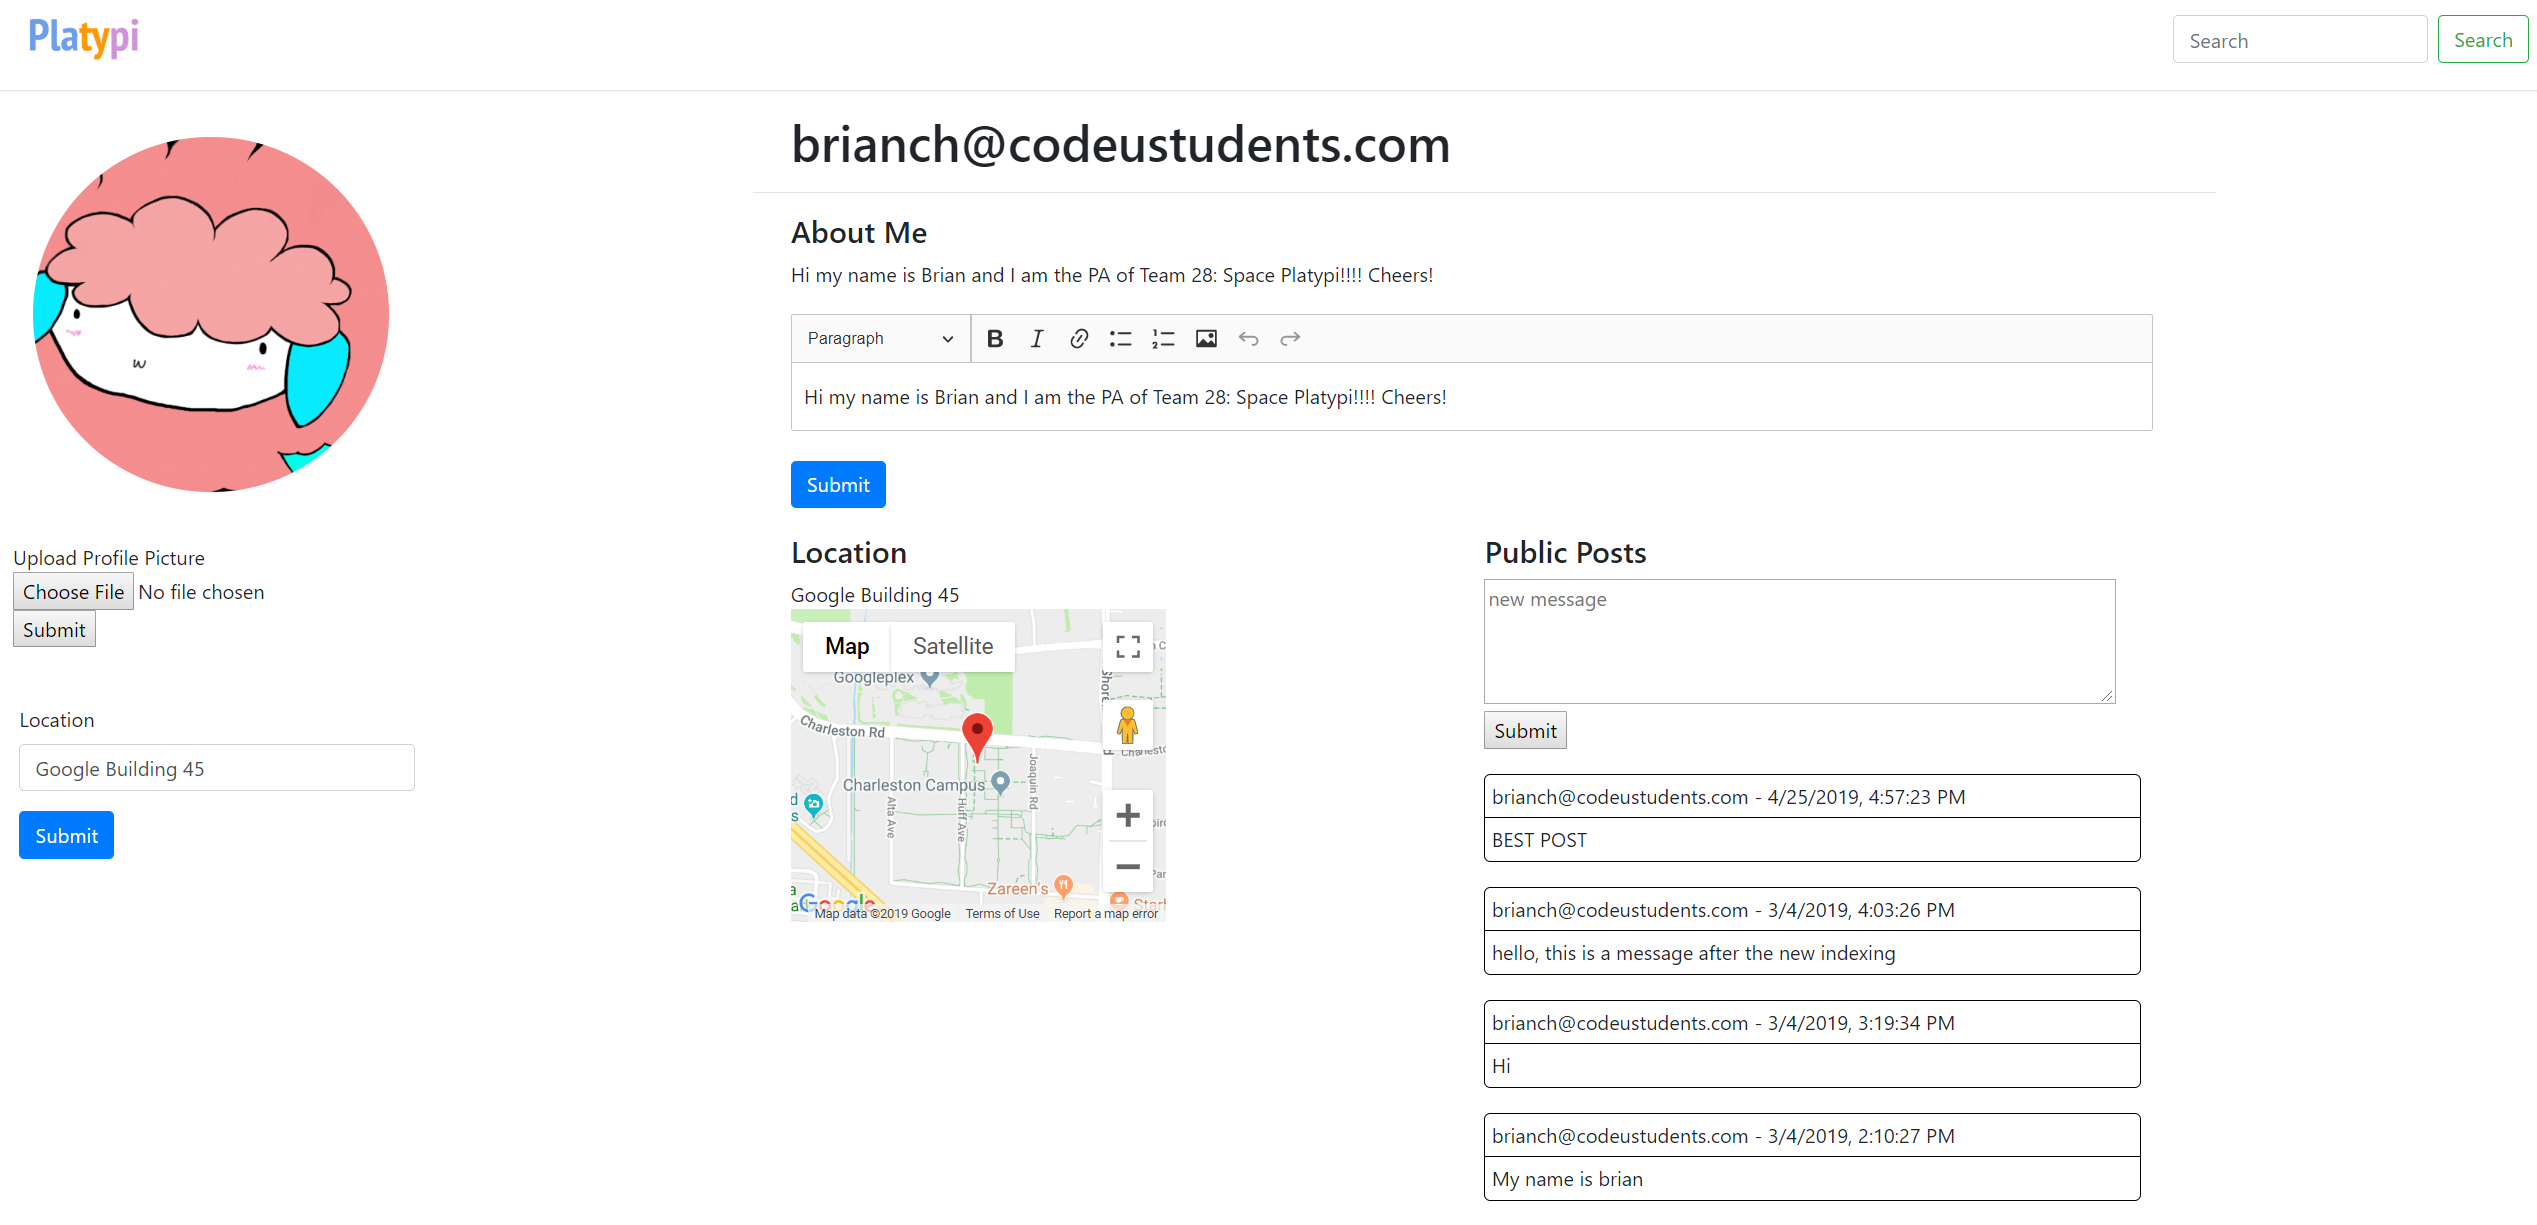 Platypi
Search
Search
brianch@codeustudents.com
About Me
Hi my name is Brian and I am the PA of Team 28: Space Platypi!!!! Cheers!
Paragraph
Hi my name is Brian and I am the PA of Team 28: Space Platypi!!!! Cheers!
Submit
Upload Profile Picture
Choose File No file chosen
Submit
Location
Google Building 45
Submit
Location
Google Building 45
Map
Satellite
Googleplex
Charleston Rd
Charleston Campus
Joaquin Rd
Alta Ave
Huff Ave
Zareen's
Google
Map data ©2019 Google
Terms of Use
Report a map error
Public Posts
new message
Submit
brianch@codeustudents.com - 4/25/2019, 4:57:23 PM
BEST POST
brianch@codeustudents.com - 3/4/2019, 4:03:26 PM
hello, this is a message after the new indexing
brianch@codeustudents.com - 3/4/2019, 3:19:34 PM
Hi
brianch@codeustudents.com - 3/4/2019, 2:10:27 PM
My name is brian